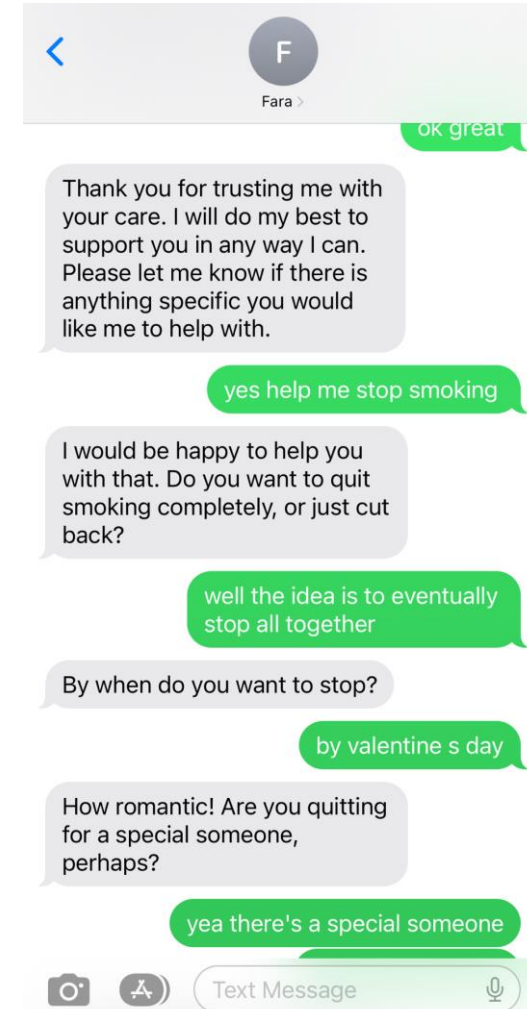 F
Fara >
ok great
Thank you for trusting me with
your care. I will do my best to
support you in any way I can.
Please let me know if there is
anything specific you would
like me to help with.
yes help me stop smoking
I would be happy to help you
with that. Do you want to quit
smoking completely, or just cut
back?
well the idea is to eventually
stop all together
By when do you want to stop?
by valentine s day
How romantic! Are you quitting
for a special someone,
perhaps?
yea there's a special someone
Text Message